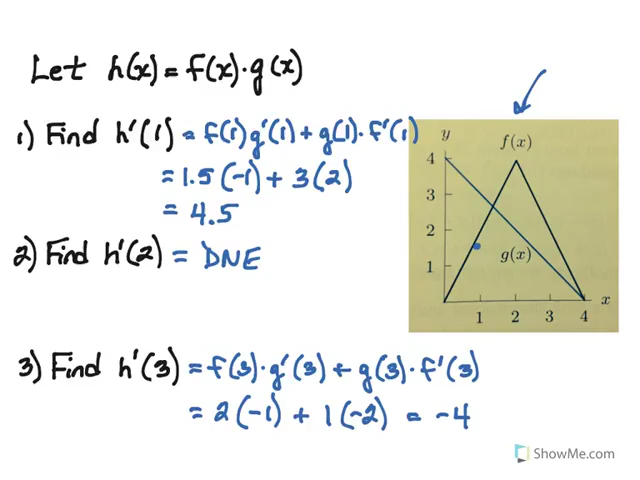 Let h(x) = f(x)·g(x)
1) Find h'(1) = f(1)g'(1) + g(1)·f'(1)
= 1.5(-1) + 3(2)
= 4.5
2) Find h'(2) = DNE
y
f(x)
4
3
2
g(x)
1
x
1 2 3 4
3) Find h'(3) = f(3)·g'(3) + g(3)·f'(3)
= 2(-1) + 1(-2) = -4
ShowMe.com